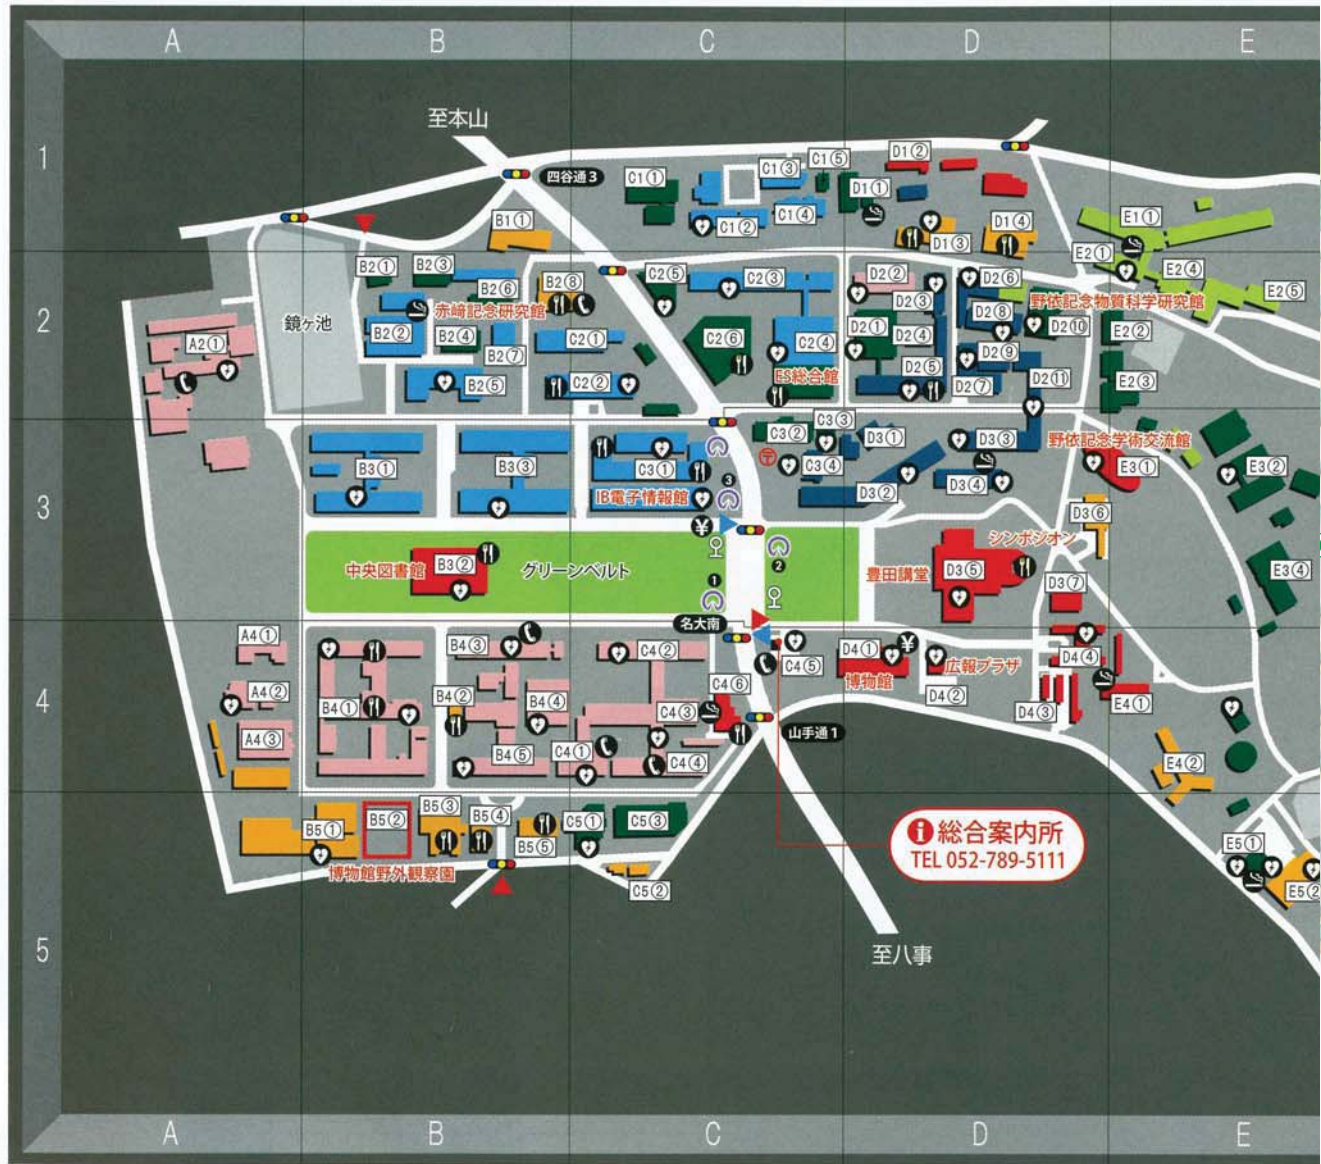 A B C D E
1
至本山
四谷通3
C1① C1③ C1⑤ D1① D1②
C1② C1④ D1③ D1④
B1① E1①
E2①
2
鏡ヶ池
B2① B2③ B2⑥ B2⑧
赤﨑記念研究館
B2② B2④ B2⑦ B2⑤
C2⑤ C2③
C2① C2② C2⑥ C2④
ES総合館
D2② D2③ D2⑥
D2① D2④ D2⑧ D2⑩
D2⑤ D2⑨ D2⑦ D2⑪
野依記念物質科学研究館
E2④ E2⑤
E2② E2③
A2①
3
B3① B3③
C3① C3② C3③ C3④
IB電子情報館
〒
D3① D3③ D3② D3④
野依記念学術交流館
E3① E3②
D3⑥
3
¥
2
1
中央図書館
B3②
グリーンベルト
シンポジオン
豊田講堂
D3⑤
D3⑦
E3④
名大南
4
A4① A4② A4③
B4① B4② B4③ B4④ B4⑤
C4① C4② C4③ C4④ C4⑤ C4⑥
D4①
¥
博物館
広報プラザ
D4② D4③ D4④
E4① E4②
山手通1
B5① B5② B5③ B5④ B5⑤
C5① C5③ C5②
博物館野外観察園
i 総合案内所
TEL 052-789-5111
E5① E5②
5
至八事
A B C D E